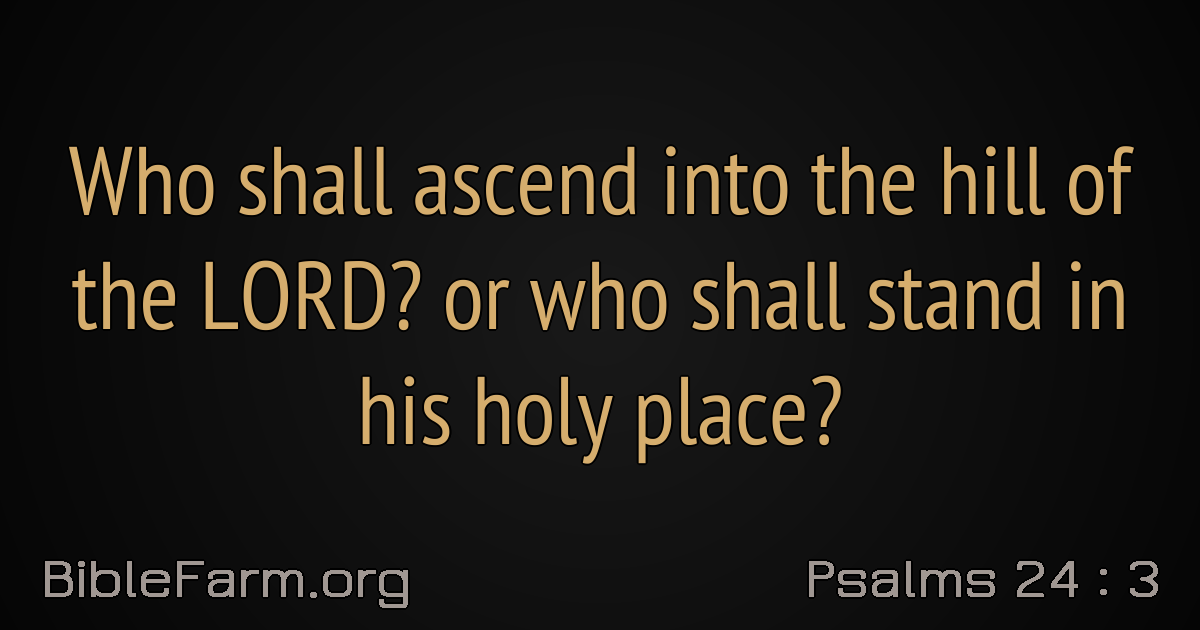 Who shall ascend into the hill of
the LORD? or who shall stand in
his holy place?
BibleFarm.org
Psalms 24 : 3